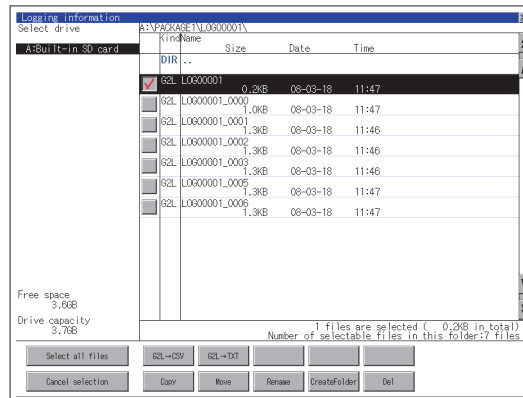 Logging information
Select drive
A:\PACKAGE1\LOG00001\
A:Built-in SD card
Kind Name
Size Date Time
DIR ..
G2L LOG00001
0.2KB 08-03-18 11:47
G2L LOG00001_0000
1.0KB 08-03-18 11:47
G2L LOG00001_0001
1.3KB 08-03-18 11:46
G2L LOG00001_0002
1.3KB 08-03-18 11:46
G2L LOG00001_0003
1.3KB 08-03-18 11:46
G2L LOG00001_0005
1.3KB 08-03-18 11:47
G2L LOG00001_0006
1.3KB 08-03-18 11:47
Free space
3.6GB
Drive capacity
3.7GB
1 files are selected ( 0.2KB in total)
Number of selectable files in this folder:7 files
Select all files G2L→CSV G2L→TXT
Cancel selection Copy Move Rename CreateFolder Del